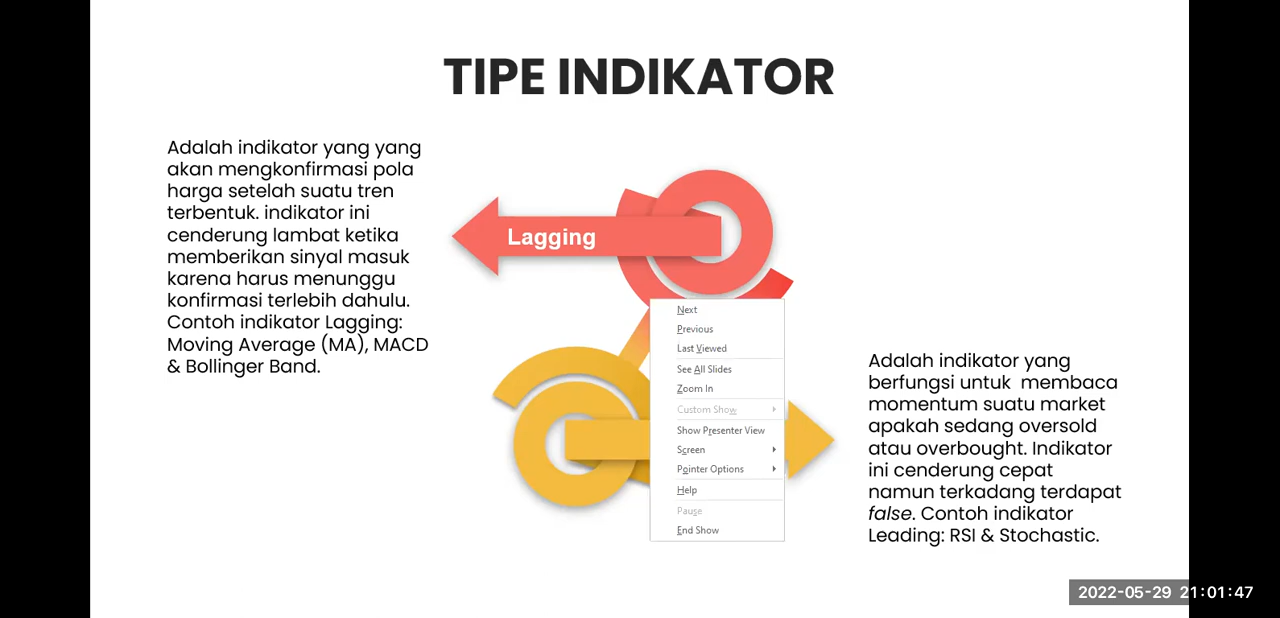 TIPE INDIKATOR
Adalah indikator yang yang
akan mengkonfirmasi pola
harga setelah suatu tren
terbentuk. indikator ini
cenderung lambat ketika
memberikan sinyal masuk
karena harus menunggu
konfirmasi terlebih dahulu.
Contoh indikator Lagging:
Moving Average (MA), MACD
& Bollinger Band.
Lagging
Next
Previous
Last Viewed
See All Slides
Zoom In
Custom Show
Show Presenter View
Screen
Pointer Options
Help
Pause
End Show
Adalah indikator yang
berfungsi untuk  membaca
momentum suatu market
apakah sedang oversold
atau overbought. Indikator
ini cenderung cepat
namun terkadang terdapat
false. Contoh indikator
Leading: RSI & Stochastic.
2022-05-29 21:01:47